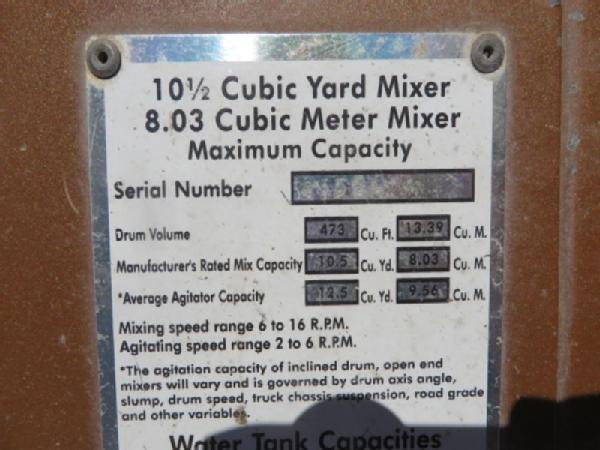 10½ Cubic Yard Mixer
8.03 Cubic Meter Mixer
Maximum Capacity
Serial Number
Drum Volume 473 Cu. Ft. 13.39 Cu. M.
Manufacturer's Rated Mix Capacity 10.5 Cu. Yd. 8.03 Cu. M.
*Average Agitator Capacity 12.5 Cu. Yd. 9.56 Cu. M.
Mixing speed range 6 to 16 R.P.M.
Agitating speed range 2 to 6 R.P.M.
*The agitation capacity of inclined drum, open end
mixers will vary and is governed by drum axis angle,
slump, drum speed, truck chassis suspension, road grade
and other variables.
Water Tank Capacities